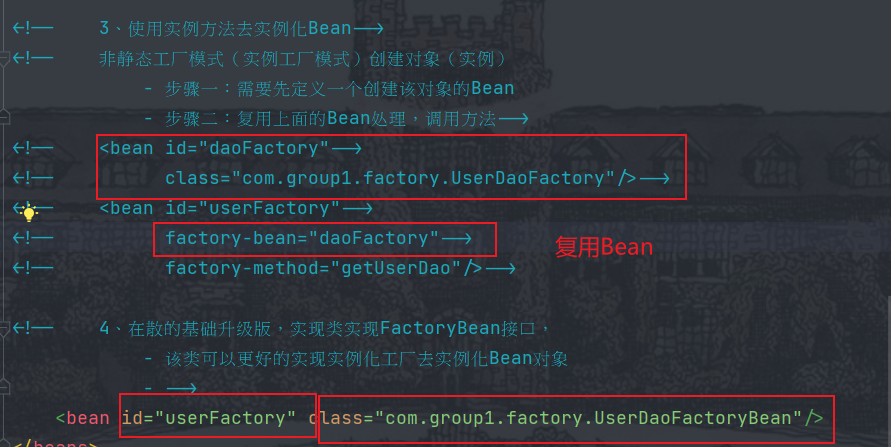 <!--    3、使用实例方法去实例化Bean-->
<!--    非静态工厂模式（实例工厂模式）创建对象（实例）
- 步骤一：需要先定义一个创建该对象的Bean
- 步骤二：复用上面的Bean处理，调用方法-->
<!--    <bean id="daoFactory"-->
<!--          class="com.group1.factory.UserDaoFactory"/>-->
<!--    <bean id="userFactory"-->
<!--          factory-bean="daoFactory"-->
复用Bean
<!--          factory-method="getUserDao"/>-->
<!--    4、在散的基础升级版，实现类实现FactoryBean接口，
- 该类可以更好的实现实例化工厂去实例化Bean对象
- -->
<bean id="userFactory" class="com.group1.factory.UserDaoFactoryBean"/>
</beans>